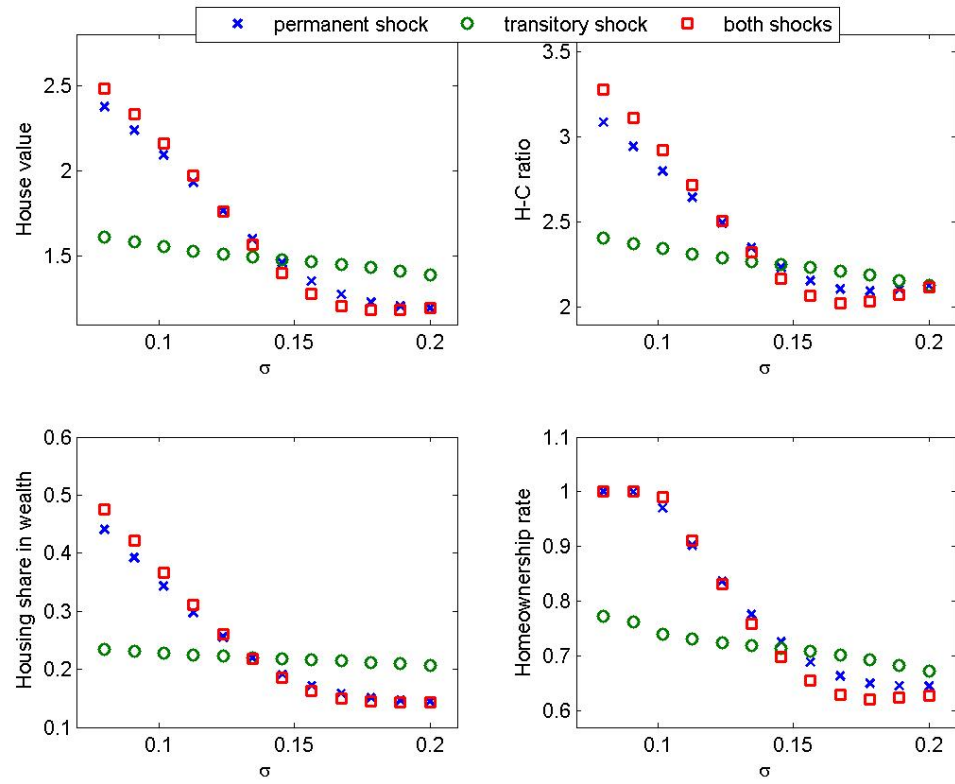 permanent shock transitory shock both shocks
House value
2.5
2
1.5
0.1 0.15 0.2
σ
H-C ratio
3.5
3
2.5
2
0.1 0.15 0.2
σ
Housing share in wealth
0.6
0.5
0.4
0.3
0.2
0.1
0.1 0.15 0.2
σ
Homeownership rate
1.1
1
0.9
0.8
0.7
0.6
0.1 0.15 0.2
σ